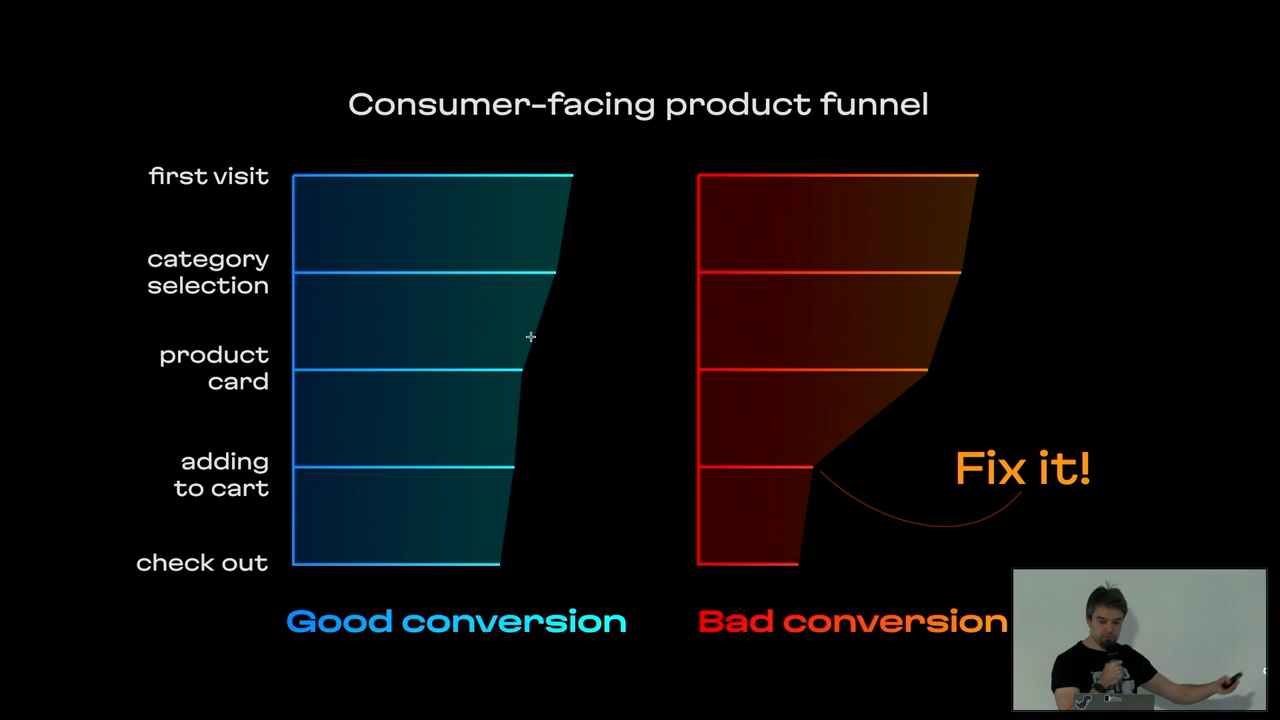 Consumer-facing product funnel
first visit
category
selection
product
card
adding
to cart
check out
Fix it!
Good conversion
Bad conversion